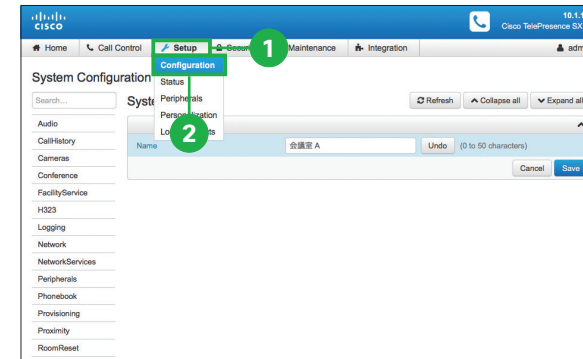 CISCO
10.1.1
Cisco TelePresence SX
Home Call Control Setup Maintenance Integration adm
1
Configuration
System Configuration
Status
Search...
Peripherals
Refresh Collapse all Expand all
Personalization
Audio
CallHistory
2
Name 会議室 A Undo (0 to 50 characters)
Cameras
Cancel Save
Conference
FacilityService
H323
Logging
Network
NetworkServices
Peripherals
Phonebook
Provisioning
Proximity
RoomReset